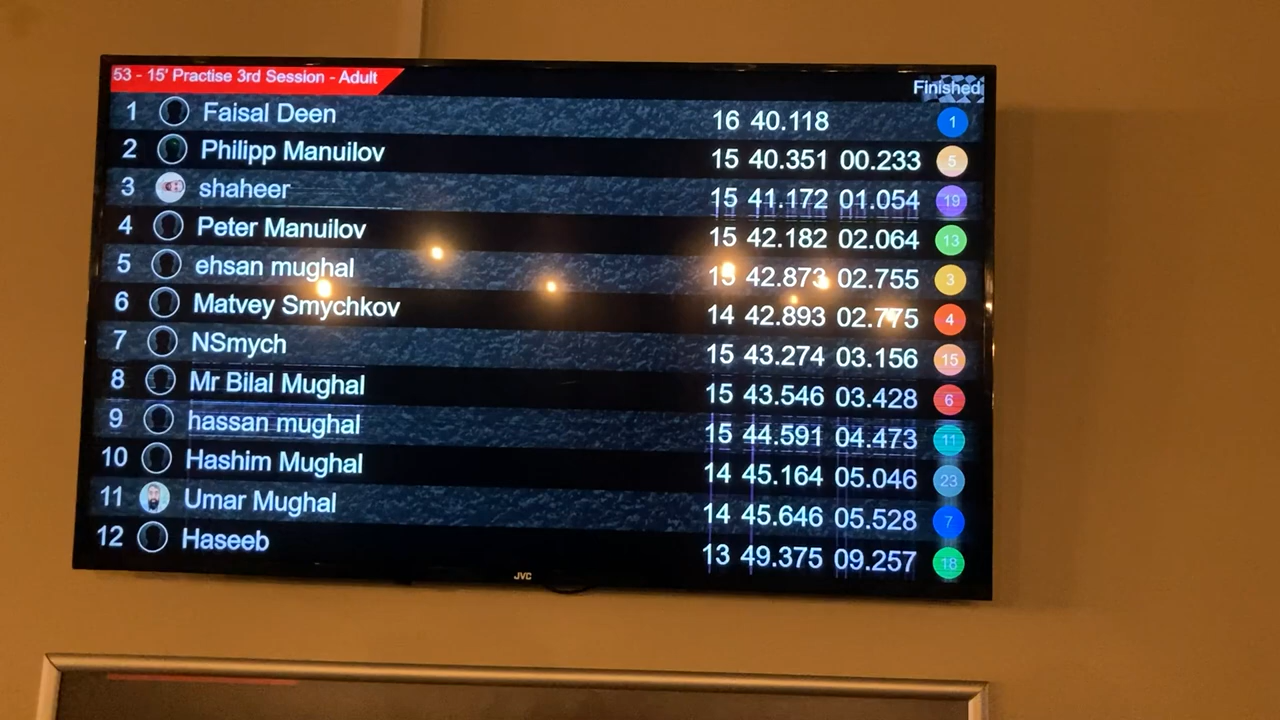 53 - 15' Practise 3rd Session - Adult
Finished
1 Faisal Deen 16 40.118 1
2 Philipp Manuilov 15 40.351 00.233 5
3 shaheer 15 41.172 01.054 19
4 Peter Manuilov 15 42.182 02.064 13
5 ehsan mughal 15 42.873 02.755 3
6 Matvey Smychkov 14 42.893 02.775 4
7 NSmych 15 43.274 03.156 15
8 Mr Bilal Mughal 15 43.546 03.428 6
9 hassan mughal 15 44.591 04.473 11
10 Hashim Mughal 14 45.164 05.046 23
11 Umar Mughal 14 45.646 05.528 7
12 Haseeb 13 49.375 09.257 18
JVC